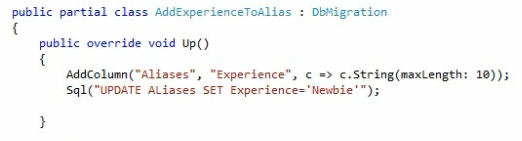 public partial class AddExperienceToAlias : DbMigration
{
public override void Up()
{
AddColumn("Aliases", "Experience", c => c.String(maxLength: 10));
Sql("UPDATE ALiases SET Experience='Newbie'");
}